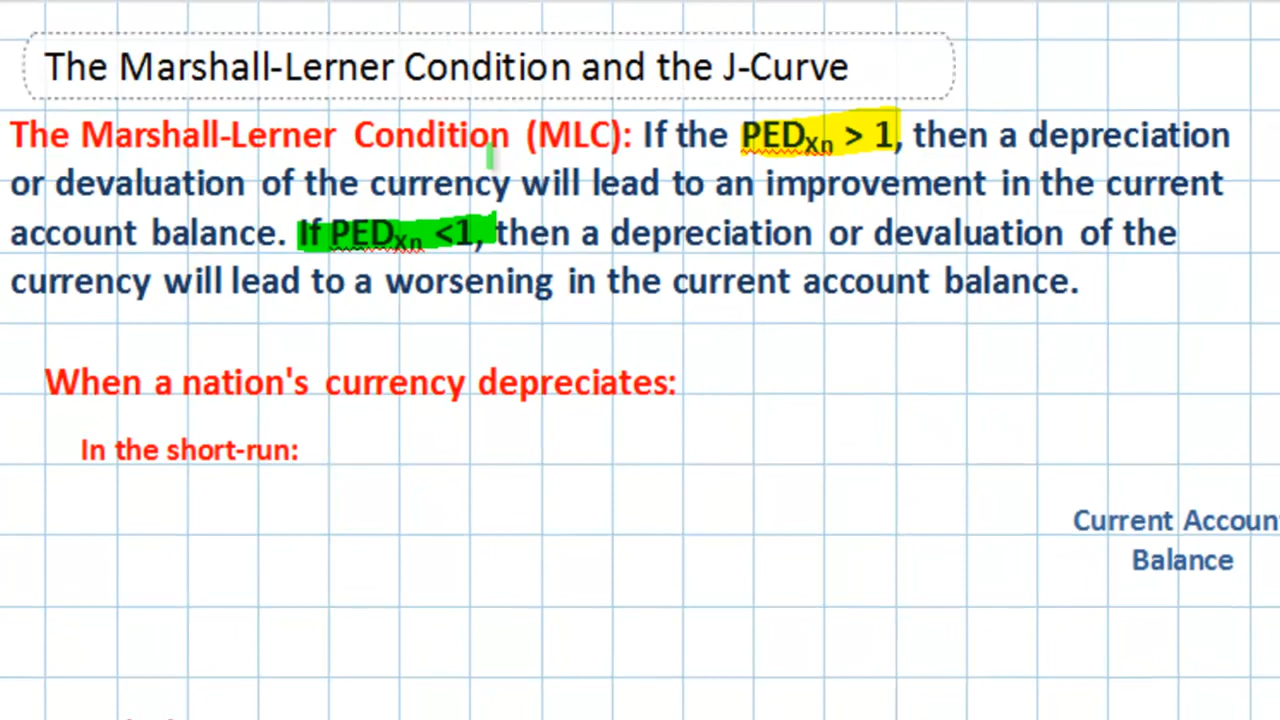 The Marshall-Lerner Condition and the J-Curve
The Marshall-Lerner Condition (MLC): If the PEDXn > 1, then a depreciation
or devaluation of the currency will lead to an improvement in the current
account balance. If PEDXn <1, then a depreciation or devaluation of the
currency will lead to a worsening in the current account balance.
When a nation's currency depreciates:
In the short-run:
Current Accoun
Balance